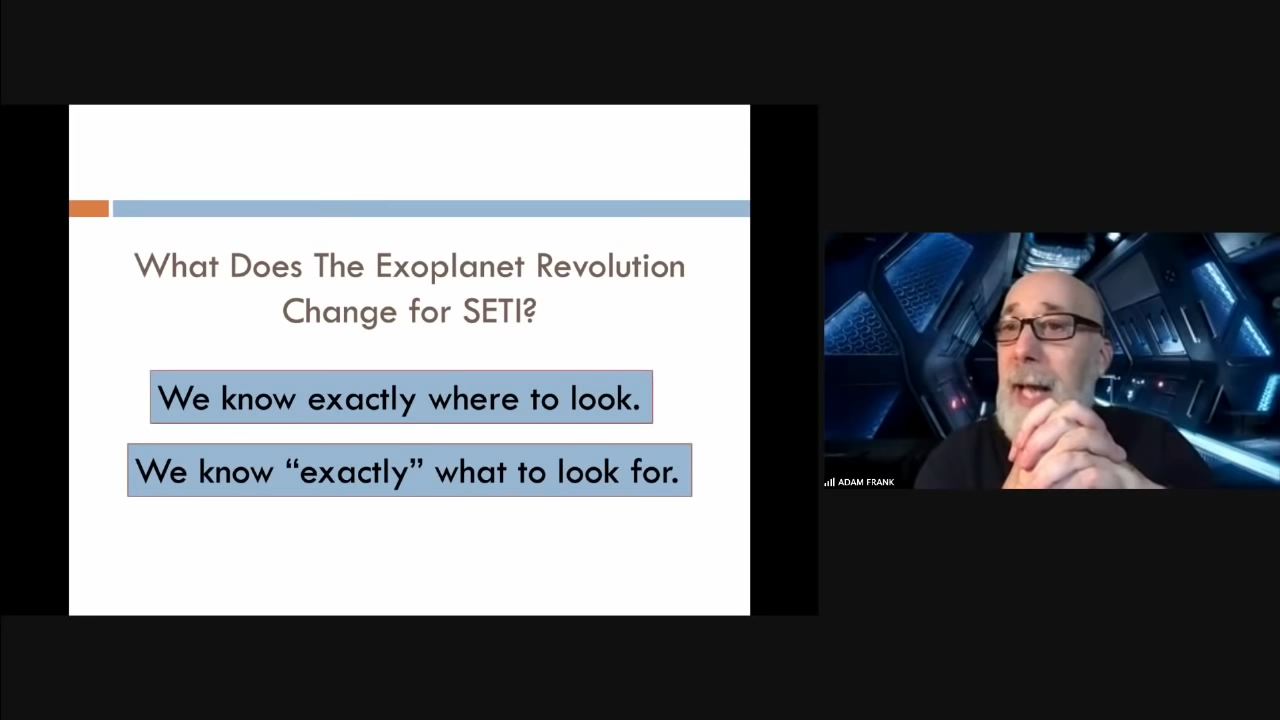 What Does The Exoplanet Revolution
Change for SETI?
We know exactly where to look.
We know “exactly” what to look for.
ADAM FRANK